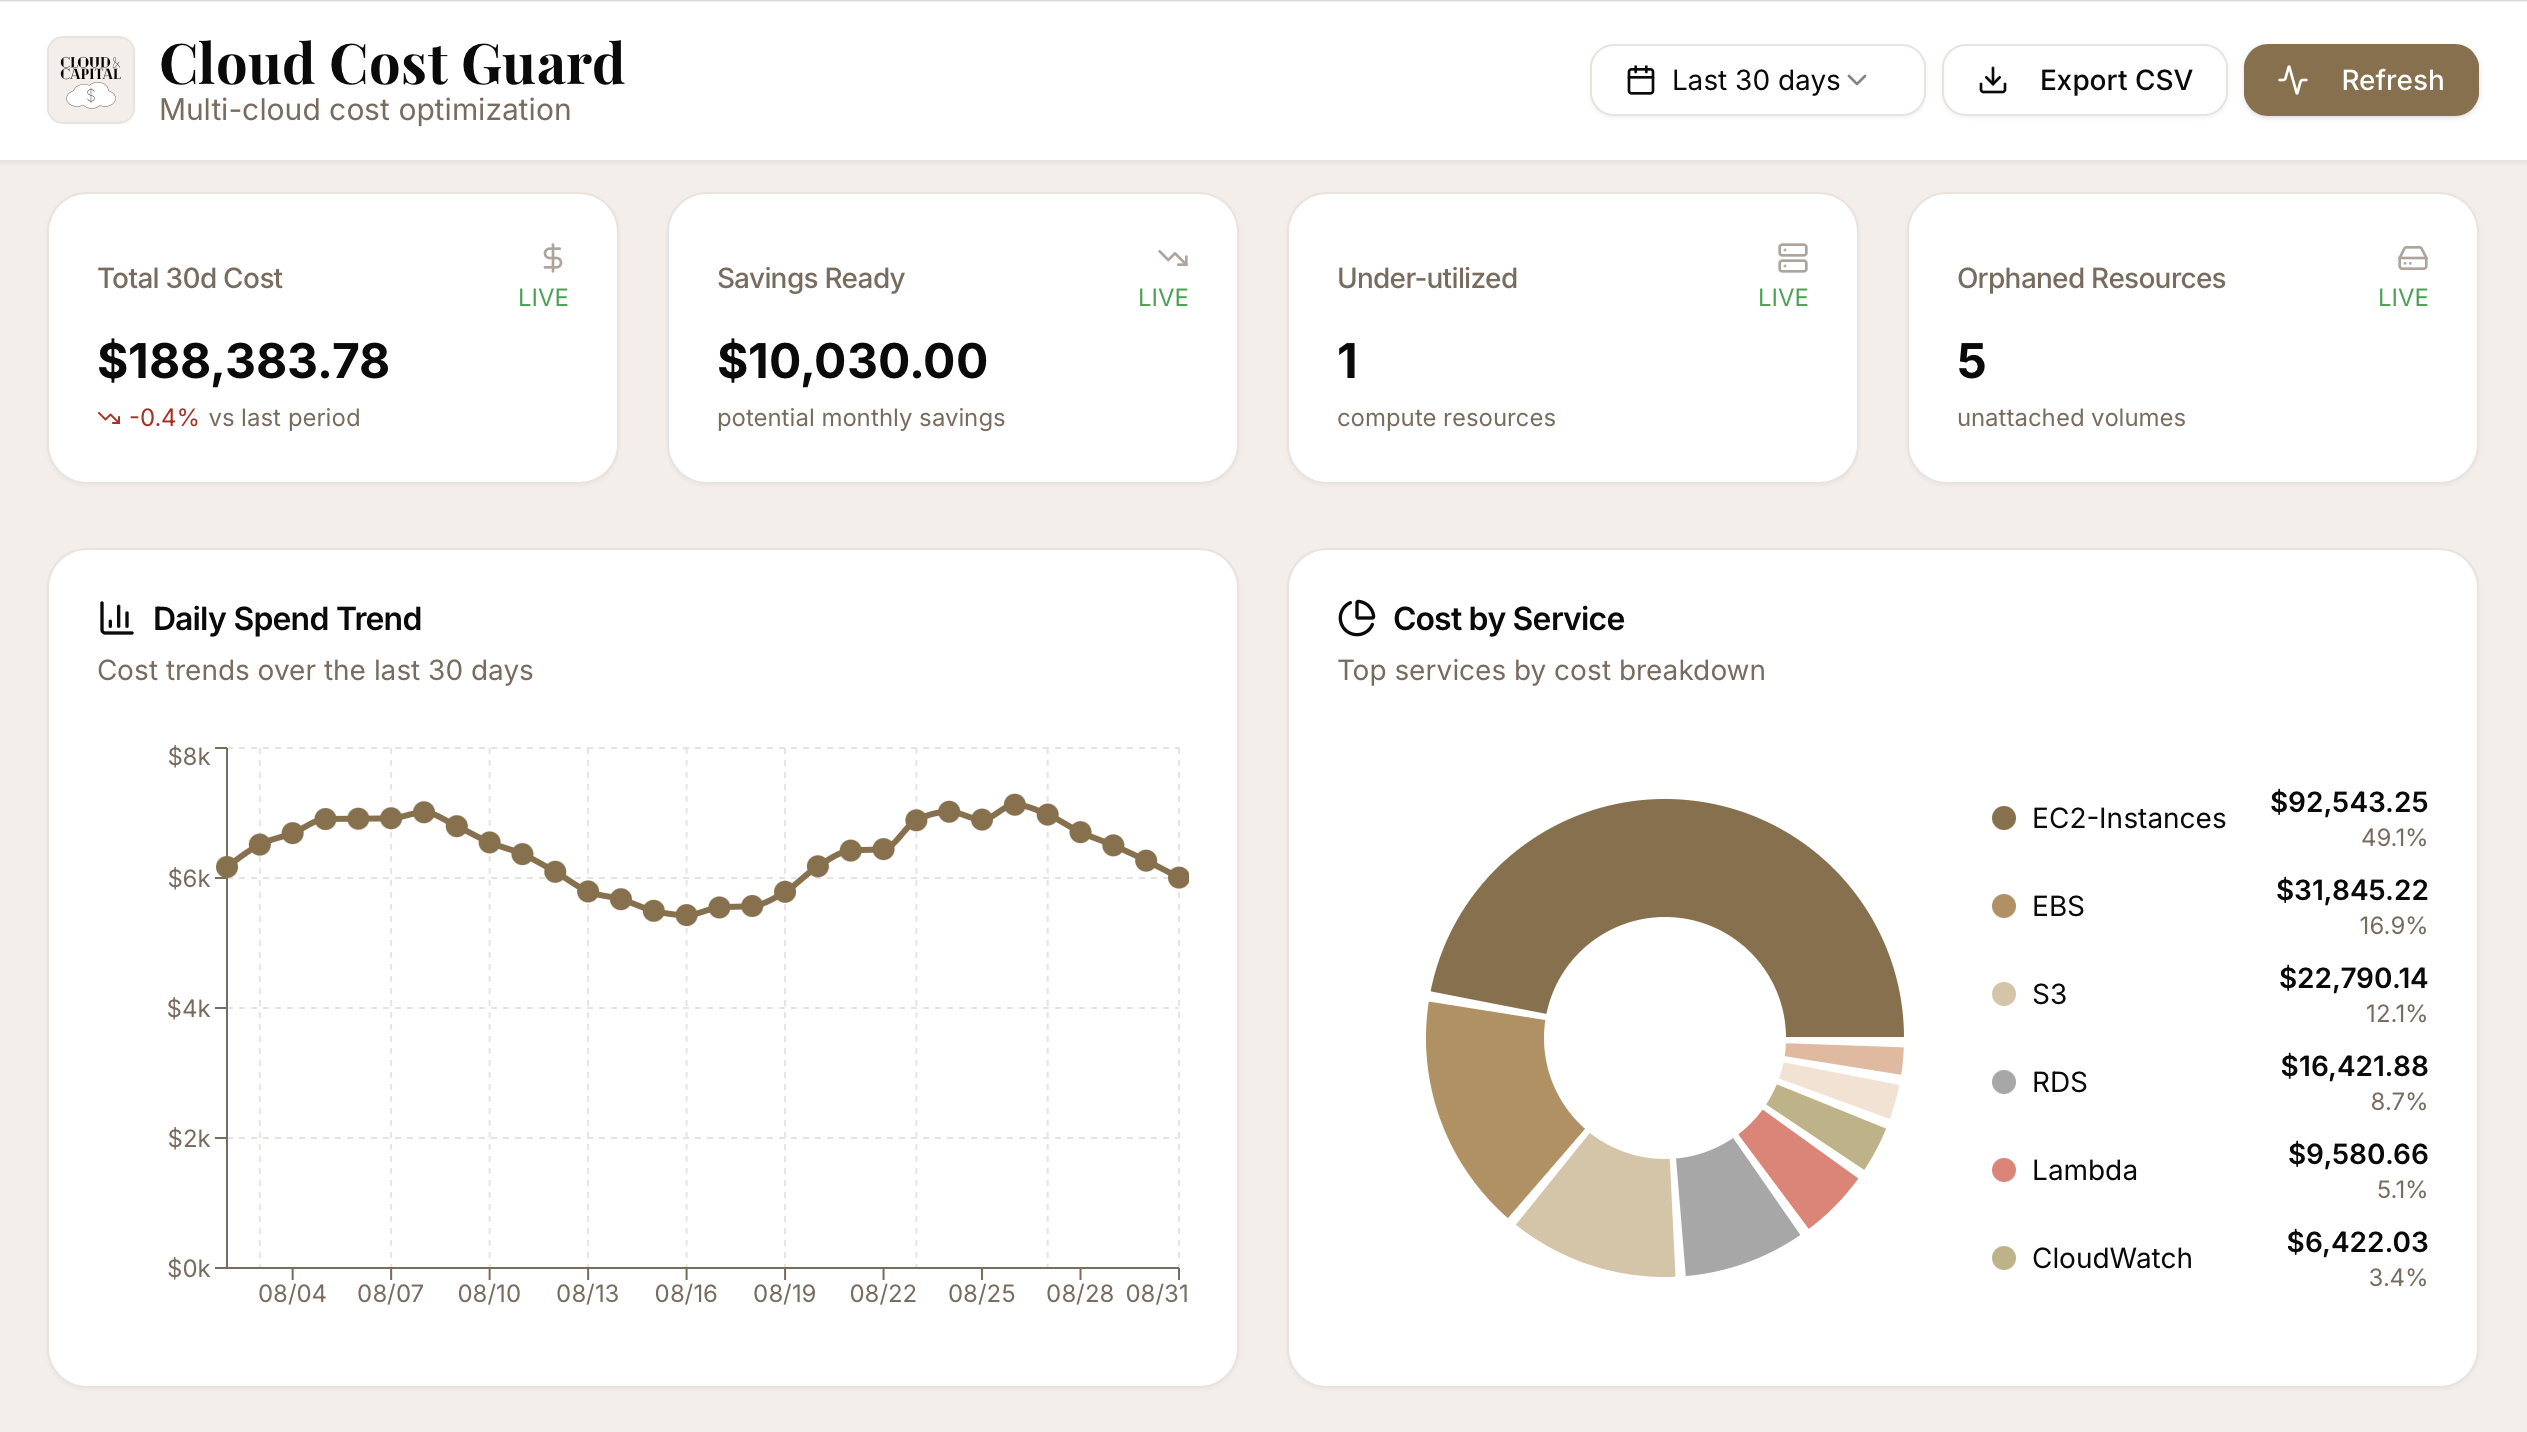 CLOUD&
CAPITAL
$
Cloud Cost Guard
Multi-cloud cost optimization
Last 30 days
Export CSV
Refresh
Total 30d Cost
LIVE
$188,383.78
-0.4% vs last period
Savings Ready
LIVE
$10,030.00
potential monthly savings
Under-utilized
LIVE
1
compute resources
Orphaned Resources
LIVE
5
unattached volumes
Daily Spend Trend
Cost trends over the last 30 days
$8k
$6k
$4k
$2k
$0k
08/04 08/07 08/10 08/13 08/16 08/19 08/22 08/25 08/28 08/31
Cost by Service
Top services by cost breakdown
EC2-Instances $92,543.25
49.1%
EBS $31,845.22
16.9%
S3 $22,790.14
12.1%
RDS $16,421.88
8.7%
Lambda $9,580.66
5.1%
CloudWatch $6,422.03
3.4%